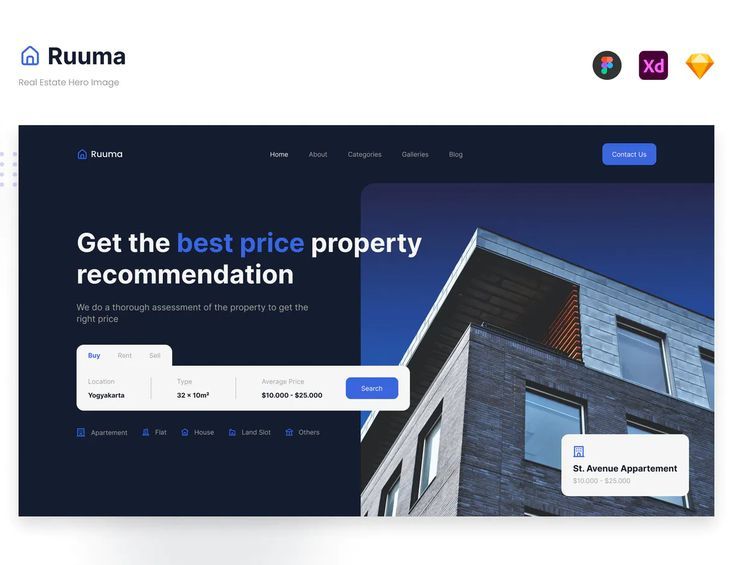 Ruuma
Real Estate Hero Image
Xd
Ruuma
Home About Categories Galleries Blog
Contact Us
Get the best price property
recommendation
We do a thorough assessment of the property to get the
right price
Buy Rent Sell
Location Type Average Price
Yogyakarta 32 × 10m² $10.000 - $25.000
Search
Apartement Flat House Land Slot Others
St. Avenue Appartement
$10.000 - $25.000